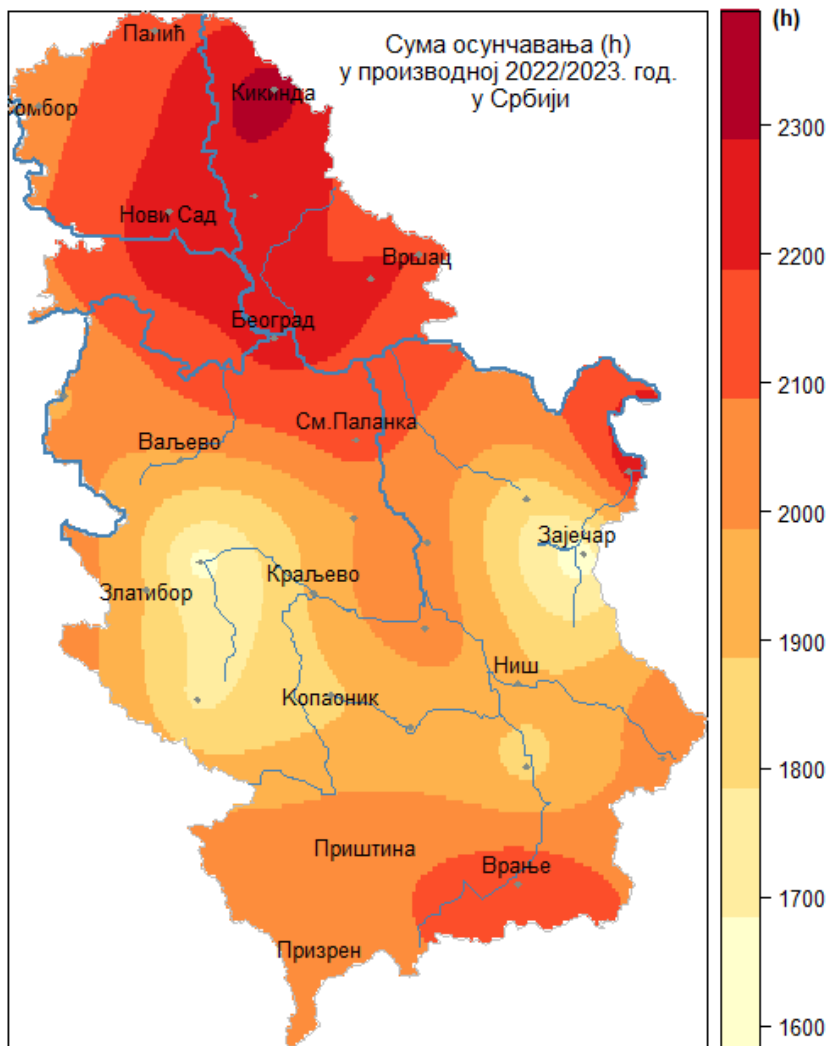 Сума осунчавања (h)
у производној 2022/2023. год.
у Србији
(h)
2300
2200
2100
2000
1900
1800
1700
1600
Палић
Кикинда
Сомбор
Нови Сад
Вршац
Београд
См.Паланка
Ваљево
Зајечар
Краљево
Златибор
Ниш
Копаоник
Приштина
Врање
Призрен